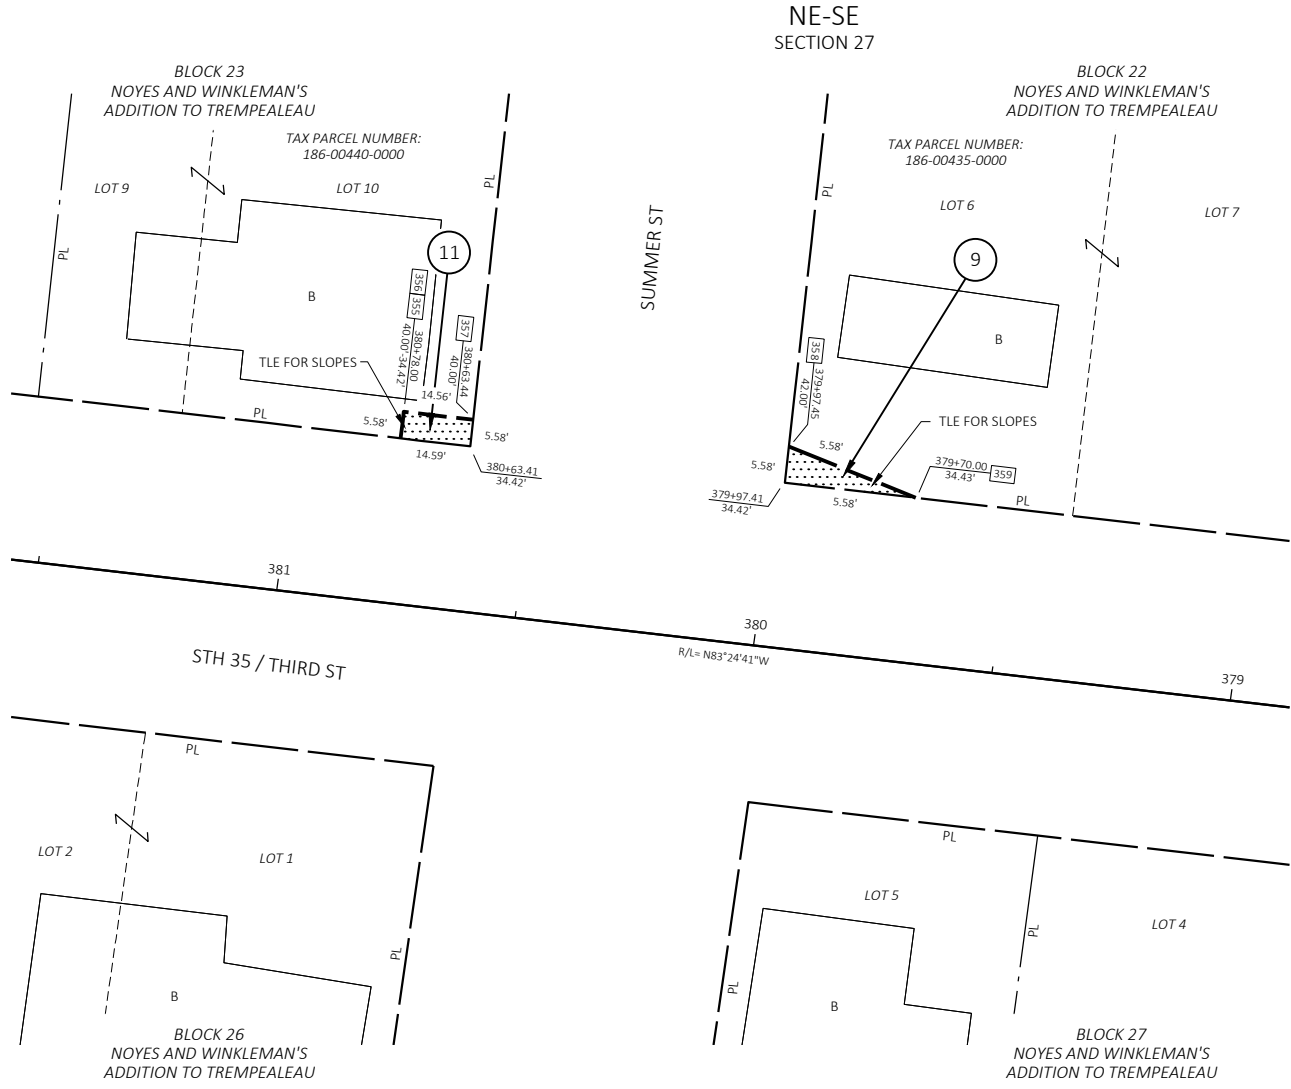 NE-SE
SECTION 27
BLOCK 23
NOYES AND WINKLEMAN'S
ADDITION TO TREMPEALEAU
BLOCK 22
NOYES AND WINKLEMAN'S
ADDITION TO TREMPEALEAU
TAX PARCEL NUMBER:
186-00440-0000
TAX PARCEL NUMBER:
186-00435-0000
LOT 9
LOT 10
PL
PL
LOT 6
LOT 7
PL
SUMMER ST
11
9
B
B
356 355 380+78.00
40.00'-34.42'
357 380+63.44
40.00'
358 379+97.45
42.00'
TLE FOR SLOPES
14.56'
PL
5.58'
5.58'
14.59'
380+63.41
34.42'
TLE FOR SLOPES
5.58'
5.58'
379+70.00
34.43'
359
379+97.41
34.42'
5.58'
PL
381
380
379
R/L= N83°24'41"W
STH 35 / THIRD ST
PL
LOT 2
LOT 1
PL
B
PL
LOT 5
LOT 4
PL
PL
B
BLOCK 26
NOYES AND WINKLEMAN'S
ADDITION TO TREMPEALEAU
BLOCK 27
NOYES AND WINKLEMAN'S
ADDITION TO TREMPEALEAU